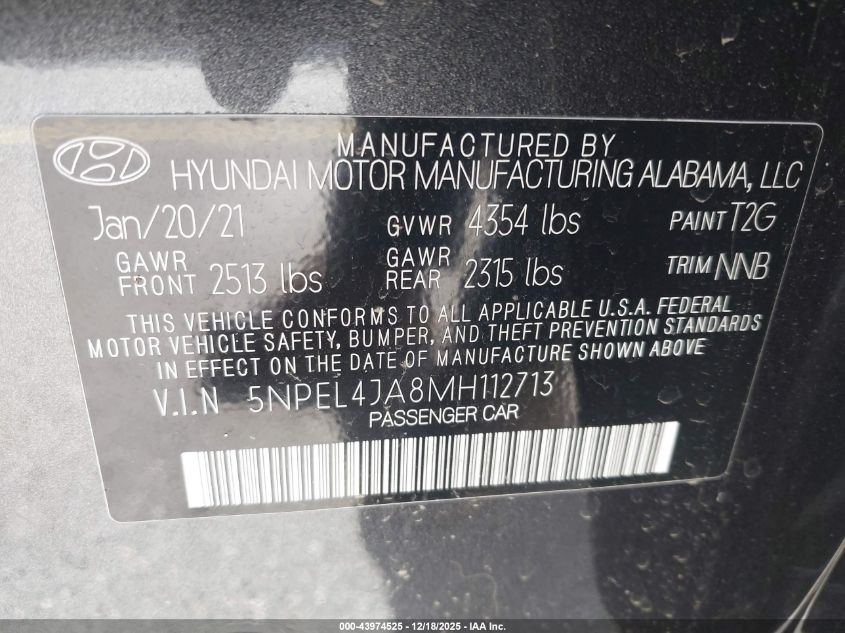 MANUFACTURED BY
HYUNDAI MOTOR MANUFACTURING ALABAMA, LLC
Jan/20/21 GVWR 4354 lbs PAINT T2G
GAWR FRONT 2513 lbs GAWR REAR 2315 lbs TRIM NNB
THIS VEHICLE CONFORMS TO ALL APPLICABLE U.S.A. FEDERAL
MOTOR VEHICLE SAFETY, BUMPER, AND THEFT PREVENTION STANDARDS
IN EFFECT ON THE DATE OF MANUFACTURE SHOWN ABOVE
V.I.N 5NPEL4JA8MH112713
PASSENGER CAR
000-43974525 - 12/18/2025 - IAA Inc.